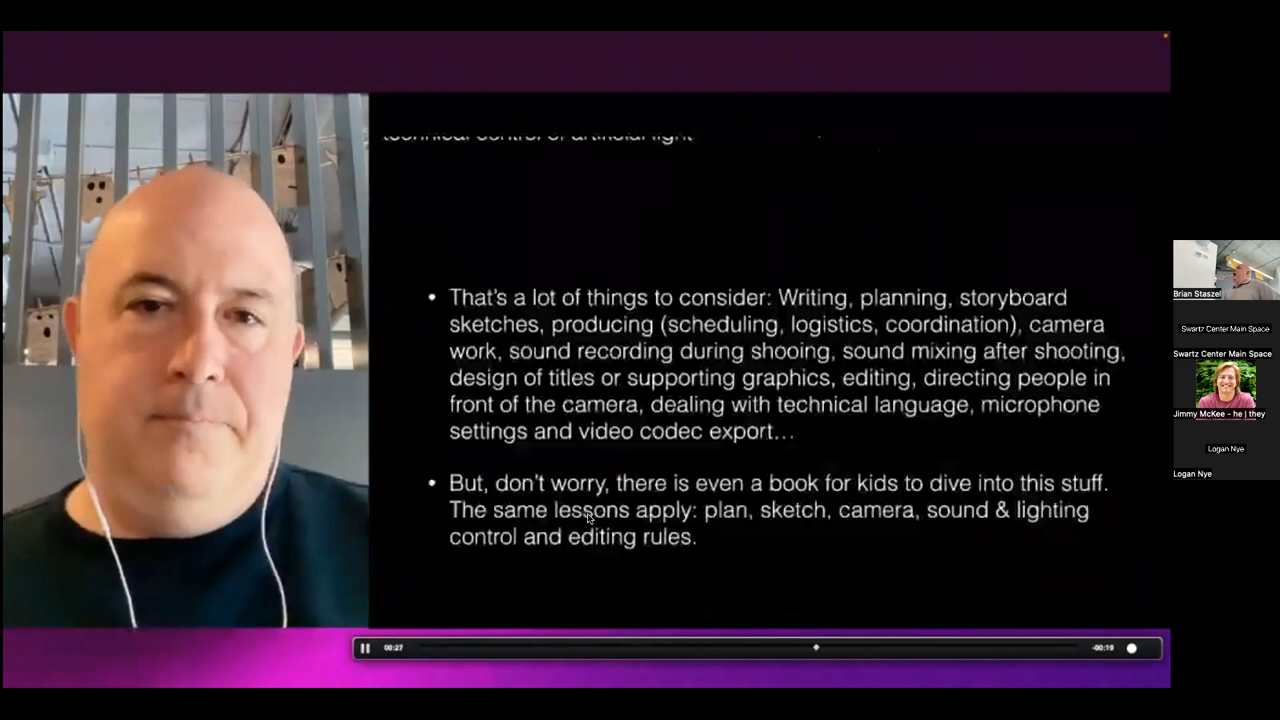 technical control of artificial light
• That's a lot of things to consider: Writing, planning, storyboard
sketches, producing (scheduling, logistics, coordination), camera
work, sound recording during shooing, sound mixing after shooting,
design of titles or supporting graphics, editing, directing people in
front of the camera, dealing with technical language, microphone
settings and video codec export…
• But, don't worry, there is even a book for kids to dive into this stuff.
The same lessons apply: plan, sketch, camera, sound & lighting
control and editing rules.
00:27
-00:19
Brian Staszel
Swartz Center Main Space
Swartz Center Main Space
Jimmy McKee - he | they
Logan Nye
Logan Nye